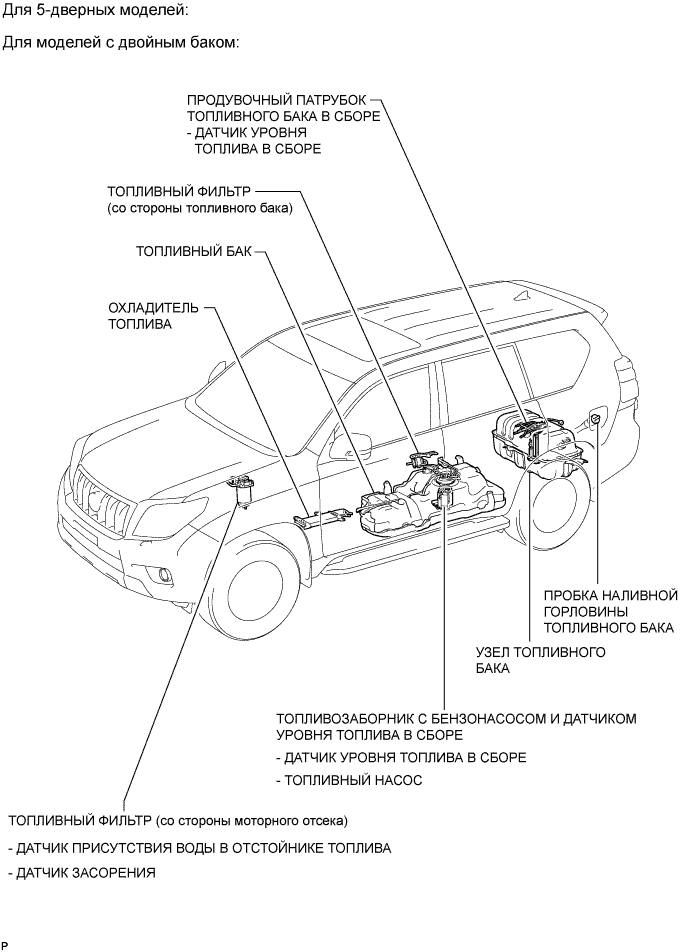 Для 5-дверных моделей:
Для моделей с двойным баком:
ПРОДУВОЧНЫЙ ПАТРУБОК
ТОПЛИВНОГО БАКА В СБОРЕ
- ДАТЧИК УРОВНЯ
ТОПЛИВА В СБОРЕ
ТОПЛИВНЫЙ ФИЛЬТР
(со стороны топливного бака)
ТОПЛИВНЫЙ БАК
ОХЛАДИТЕЛЬ
ТОПЛИВА
ПРОБКА НАЛИВНОЙ
ГОРЛОВИНЫ
ТОПЛИВНОГО БАКА
УЗЕЛ ТОПЛИВНОГО
БАКА
ТОПЛИВОЗАБОРНИК С БЕНЗОНАСОСОМ И ДАТЧИКОМ
УРОВНЯ ТОПЛИВА В СБОРЕ
- ДАТЧИК УРОВНЯ ТОПЛИВА В СБОРЕ
- ТОПЛИВНЫЙ НАСОС
ТОПЛИВНЫЙ ФИЛЬТР (со стороны моторного отсека)
- ДАТЧИК ПРИСУТСТВИЯ ВОДЫ В ОТСТОЙНИКЕ ТОПЛИВА
- ДАТЧИК ЗАСОРЕНИЯ
P